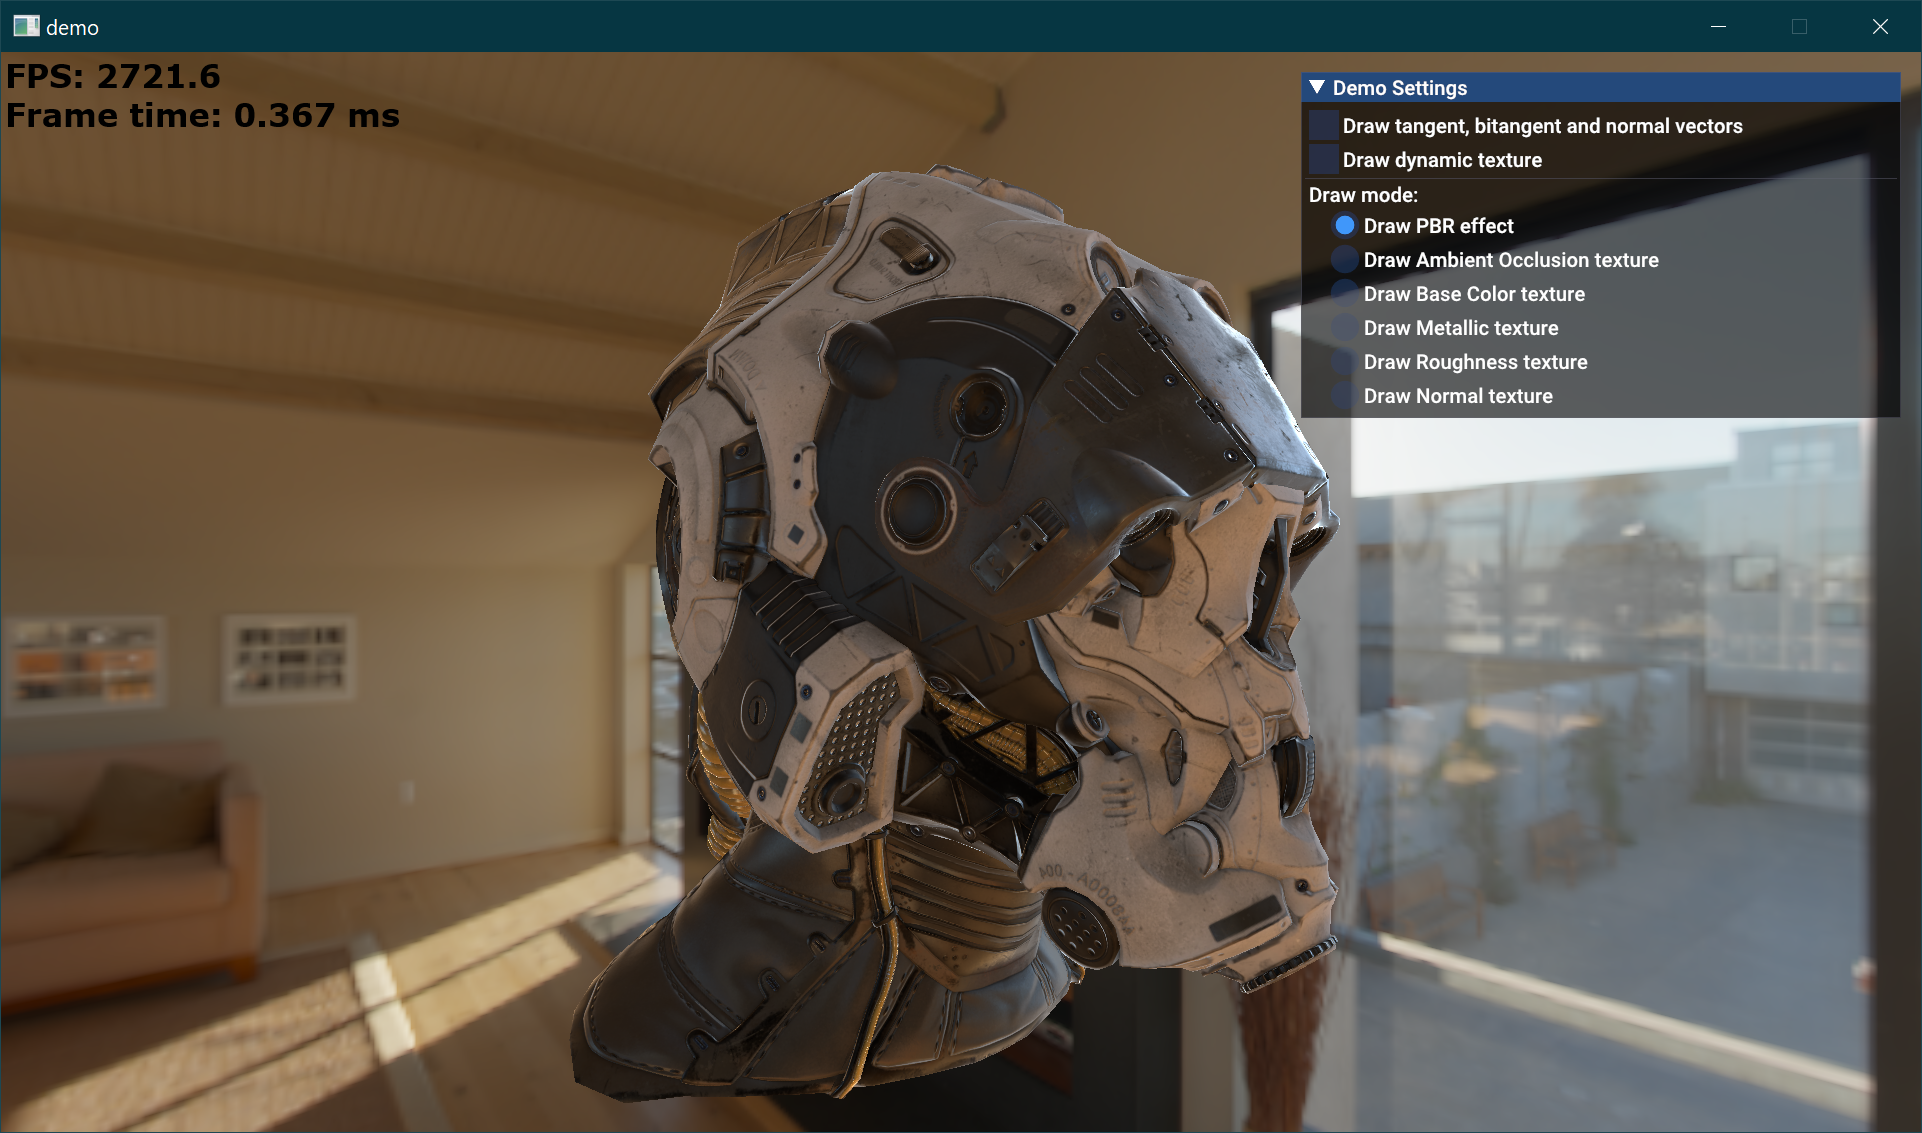 demo
FPS: 2721.6
Frame time: 0.367 ms
Demo Settings
Draw tangent, bitangent and normal vectors
Draw dynamic texture
Draw mode:
Draw PBR effect
Draw Ambient Occlusion texture
Draw Base Color texture
Draw Metallic texture
Draw Roughness texture
Draw Normal texture